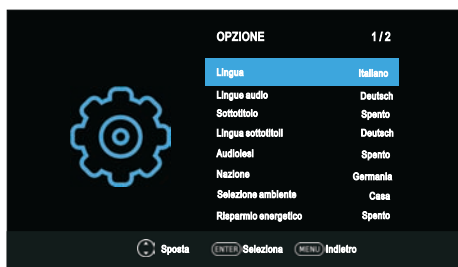 OPZIONE 1/2
Lingua Italiano
Lingue audio Deutsch
Sottotitolo Spento
Lingua sottotitoli Deutsch
Audiolesi Spento
Nazione Germania
Selezione ambiente Casa
Risparmio energetico Spento
Sposta ENTER Seleziona MENU Indietro